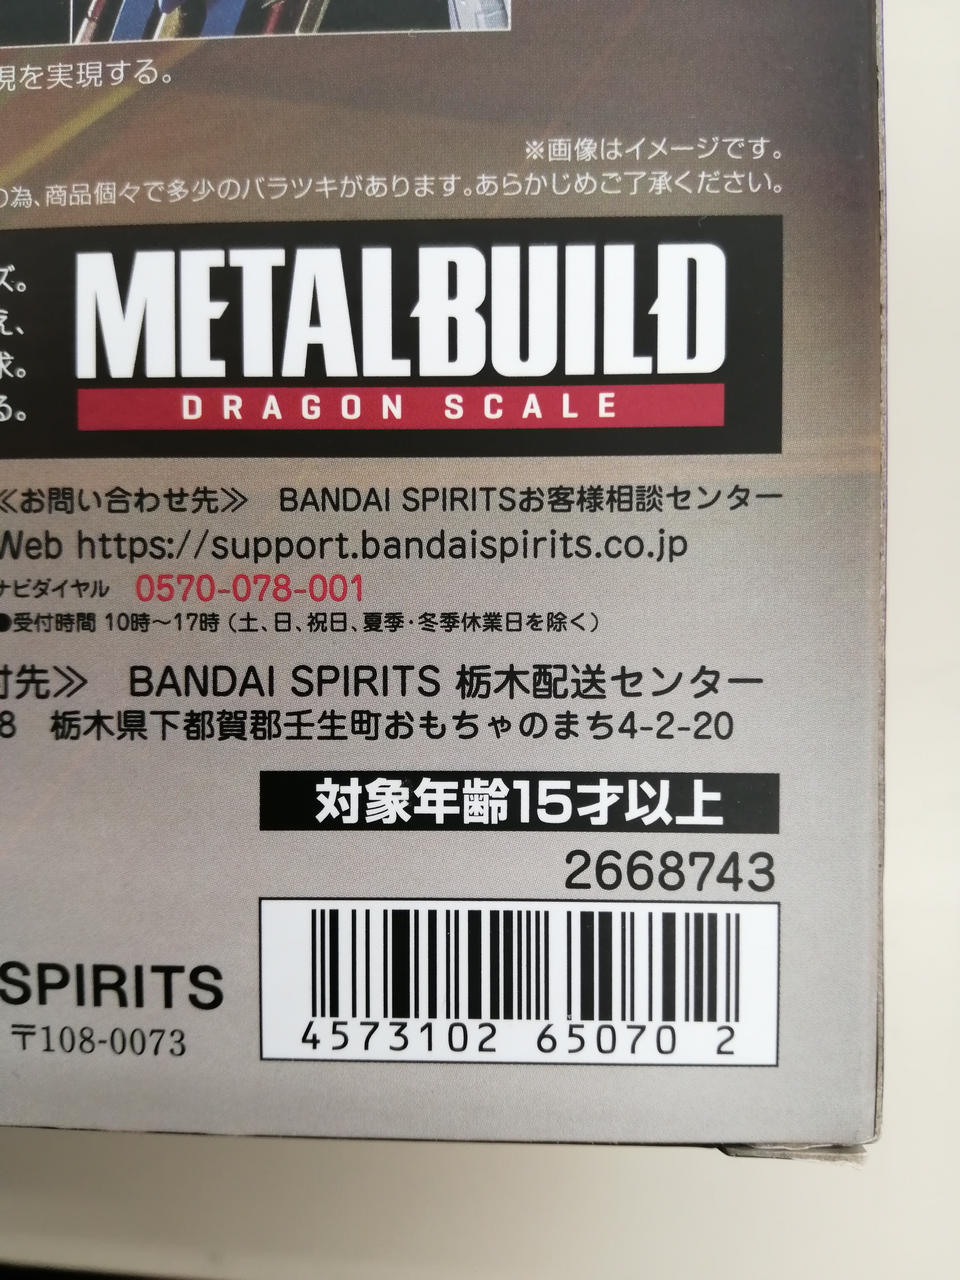 現を実現する。
※画像はイメージです。
の為、商品個々で多少のバラツキがあります。あらかじめご了承ください。
ズ。
え、
求。
る。
METAL BUILD
DRAGON SCALE
≪お問い合わせ先≫ BANDAI SPIRITSお客様相談センター
Web https://support.bandaispirits.co.jp
ナビダイヤル 0570-078-001
●受付時間 10時～17時（土、日、祝日、夏季・冬季休業日を除く）
付先≫ BANDAI SPIRITS 栃木配送センター
8 栃木県下都賀郡壬生町おもちゃのまち4-2-20
対象年齢15才以上
2668743
SPIRITS
〒108-0073
4573102 65070 2